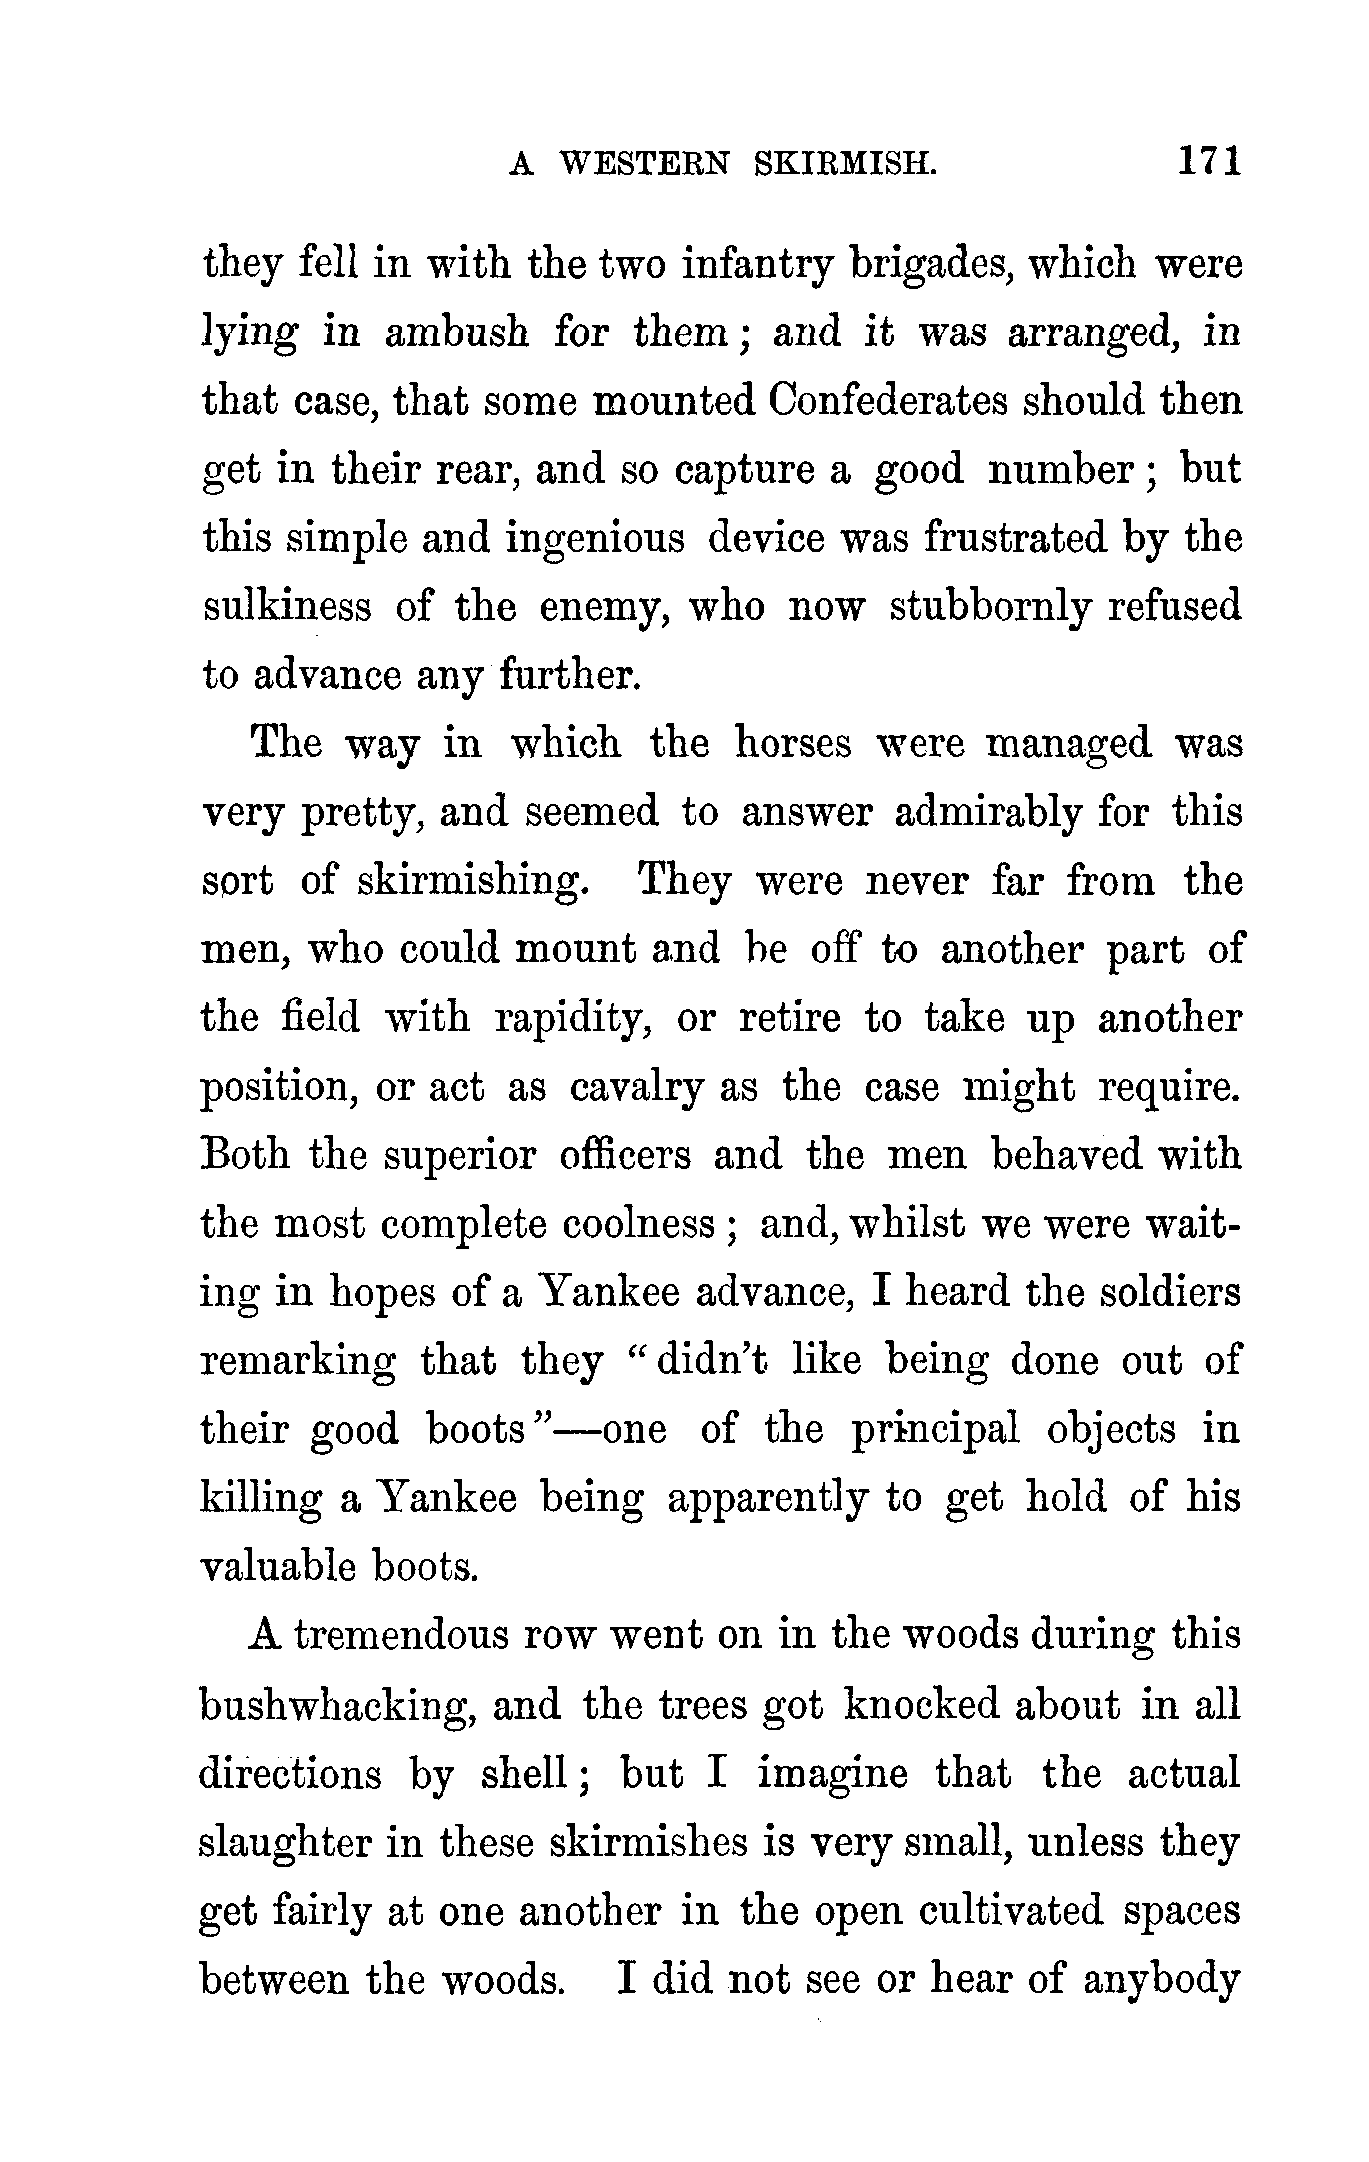 A WESTERN SKIRMISH. 171
they fell in with the two infantry brigades, which were
lying in ambush for them ; and it was arranged, in
that case, that some mounted Confederates should then
get in their rear, and so capture a good number ; but
this simple and ingenious device was frustrated by the
sulkiness of the enemy, who now stubbornly refused
to advance any further.
The way in which the horses were managed was
very pretty, and seemed to answer admirably for this
sort of skirmishing. They were never far from the
men, who could mount and be off to another part of
the field with rapidity, or retire to take up another
position, or act as cavalry as the case might require.
Both the superior officers and the men behaved with
the most complete coolness ; and, whilst we were wait-
ing in hopes of a Yankee advance, I heard the soldiers
remarking that they “ didn’t like being done out of
their good boots ”—one of the principal objects in
killing a Yankee being apparently to get hold of his
valuable boots.
A tremendous row went on in the woods during this
bushwhacking, and the trees got knocked about in all
directions by shell ; but I imagine that the actual
slaughter in these skirmishes is very small, unless they
get fairly at one another in the open cultivated spaces
between the woods. I did not see or hear of anybody